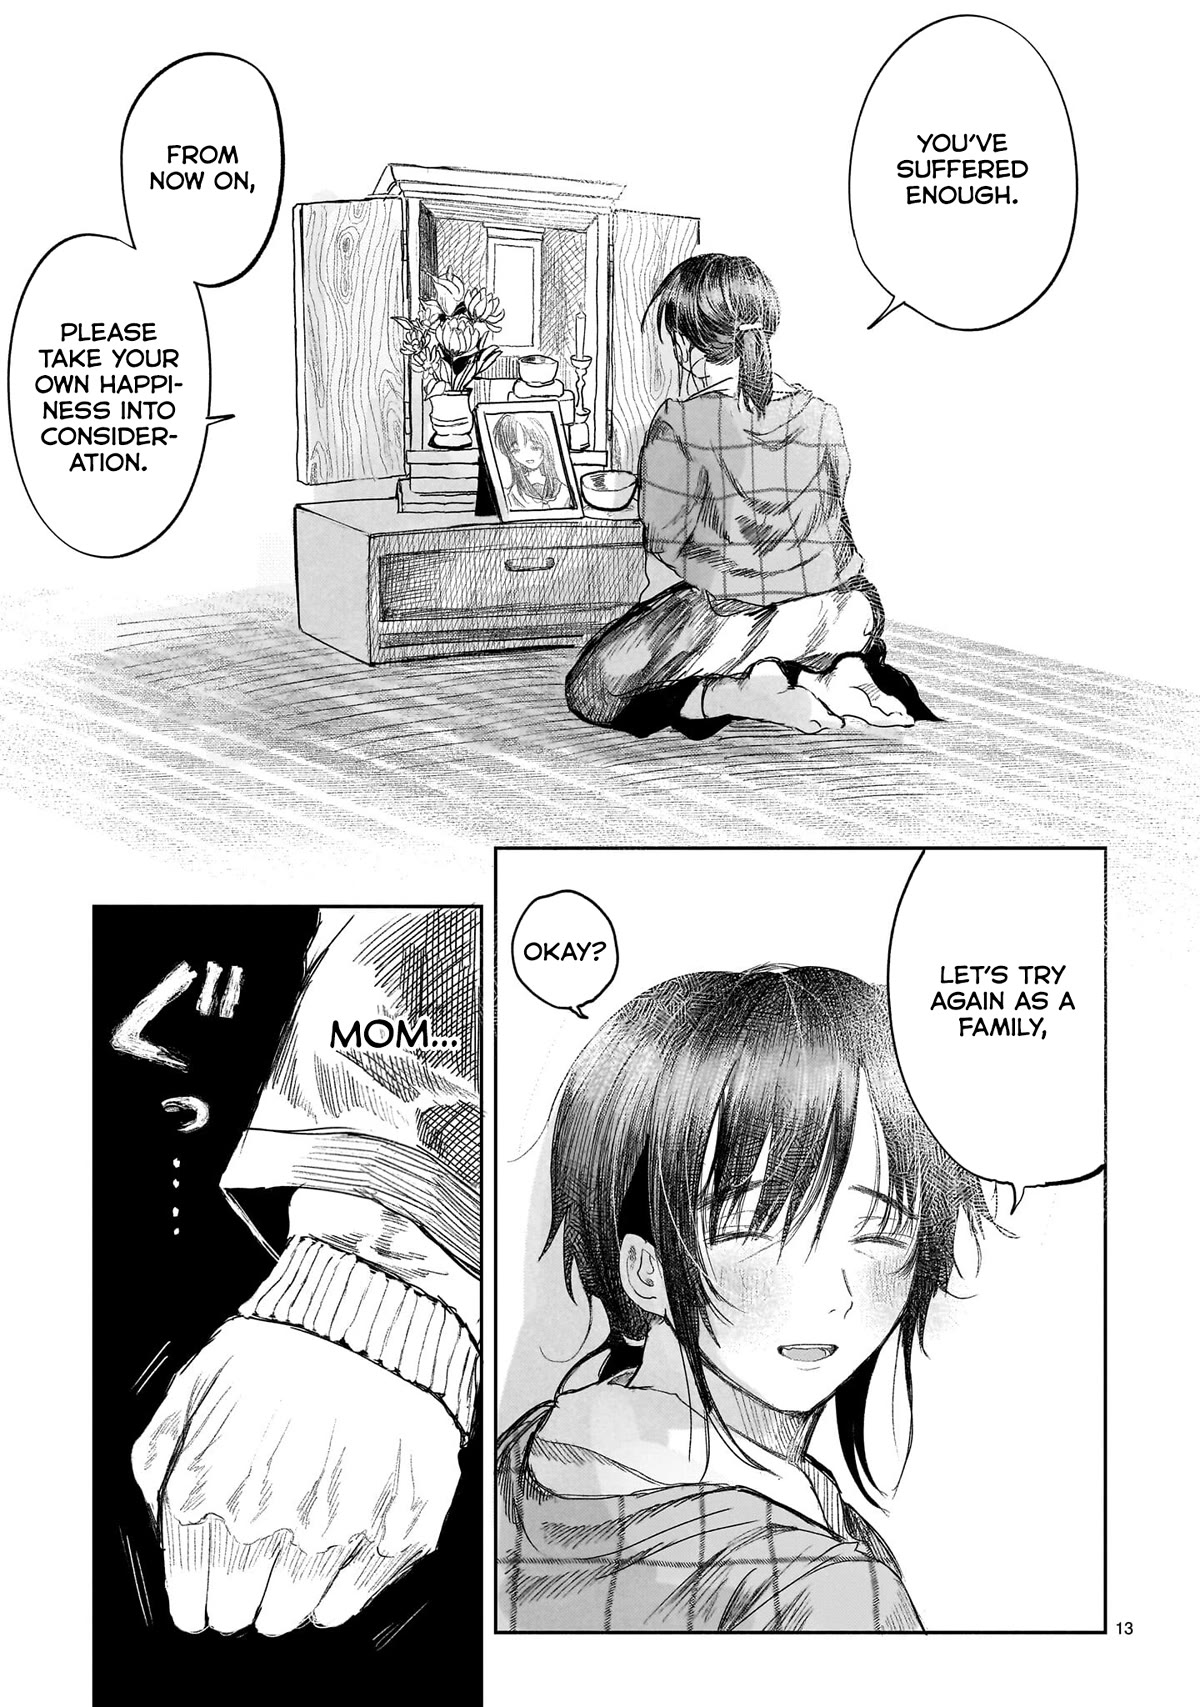 YOU'VE
SUFFERED
ENOUGH.
FROM
NOW ON,
PLEASE
TAKE YOUR
OWN HAPPI-
NESS INTO
CONSIDER-
ATION.
LET'S TRY
AGAIN AS A
FAMILY,
OKAY?
MOM...
ぐっ....
13